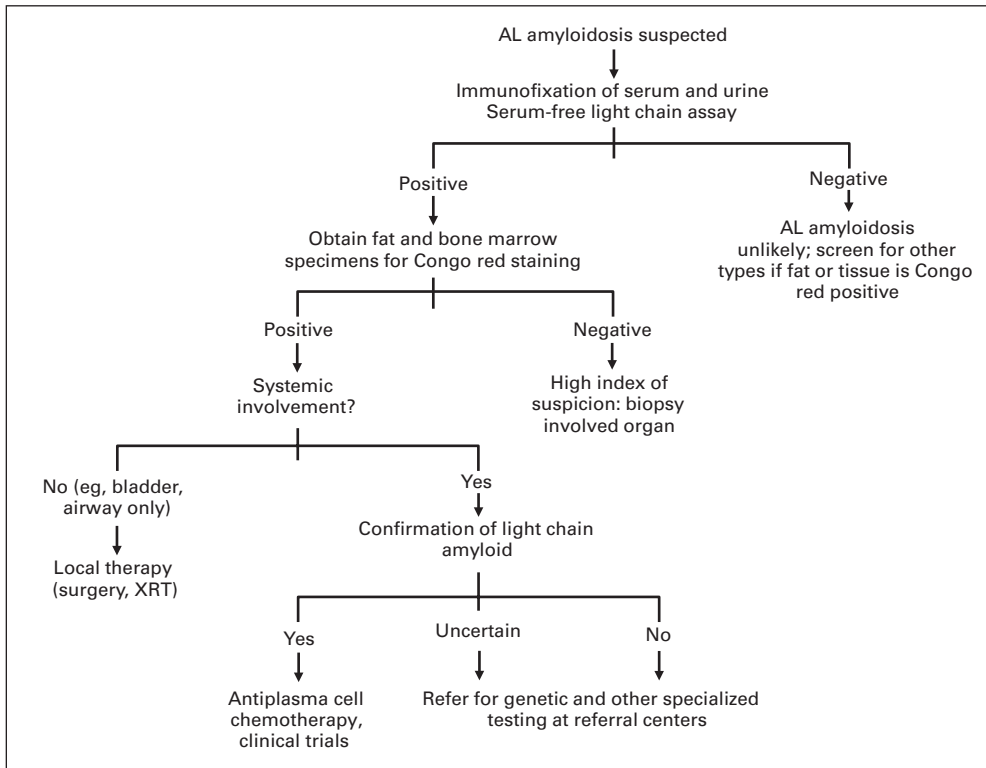 AL amyloidosis suspected
Immunofixation of serum and urine
Serum-free light chain assay
Positive
Negative
Obtain fat and bone marrow
specimens for Congo red staining
AL amyloidosis
unlikely; screen for other
types if fat or tissue is Congo
red positive
Positive
Negative
Systemic
involvement?
High index of
suspicion: biopsy
involved organ
No (eg, bladder,
airway only)
Yes
Local therapy
(surgery, XRT)
Confirmation of light chain
amyloid
Yes
Uncertain
No
Antiplasma cell
chemotherapy,
clinical trials
Refer for genetic and other specialized
testing at referral centers